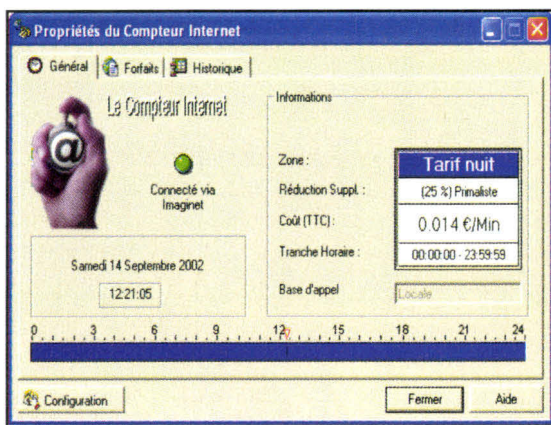 Propriétés du Compteur Internet
Général
Forfaits
Historique
Le Compteur Internet
@
Connecté via
Imaginet
Samedi 14 Septembre 2002
12:21:05
Informations
Zone :
Tarif nuit
Réduction Suppl. :
(25 %) Primaliste
Coût (TTC) :
0.014 €/Min
Tranche Horaire :
00:00:00 - 23:59:59
Base d'appel
Locale
0 3 6 9 12 15 18 21 24
Configuration
Fermer
Aide